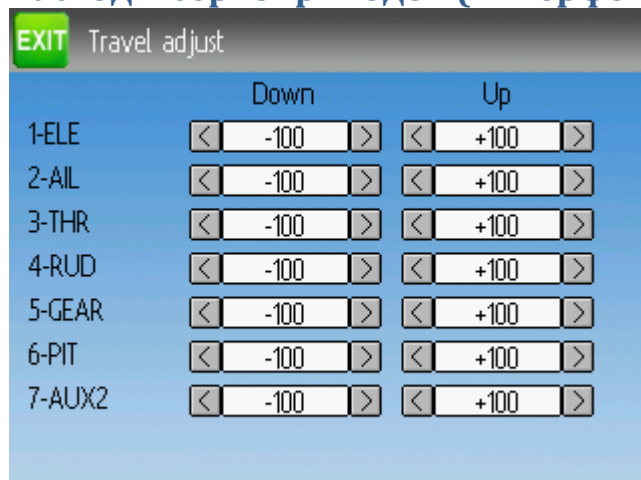 EXIT Travel adjust
Down Up
1-ELE < -100 > < +100 >
2-AIL < -100 > < +100 >
3-THR < -100 > < +100 >
4-RUD < -100 > < +100 >
5-GEAR < -100 > < +100 >
6-PIT < -100 > < +100 >
7-AUX2 < -100 > < +100 >